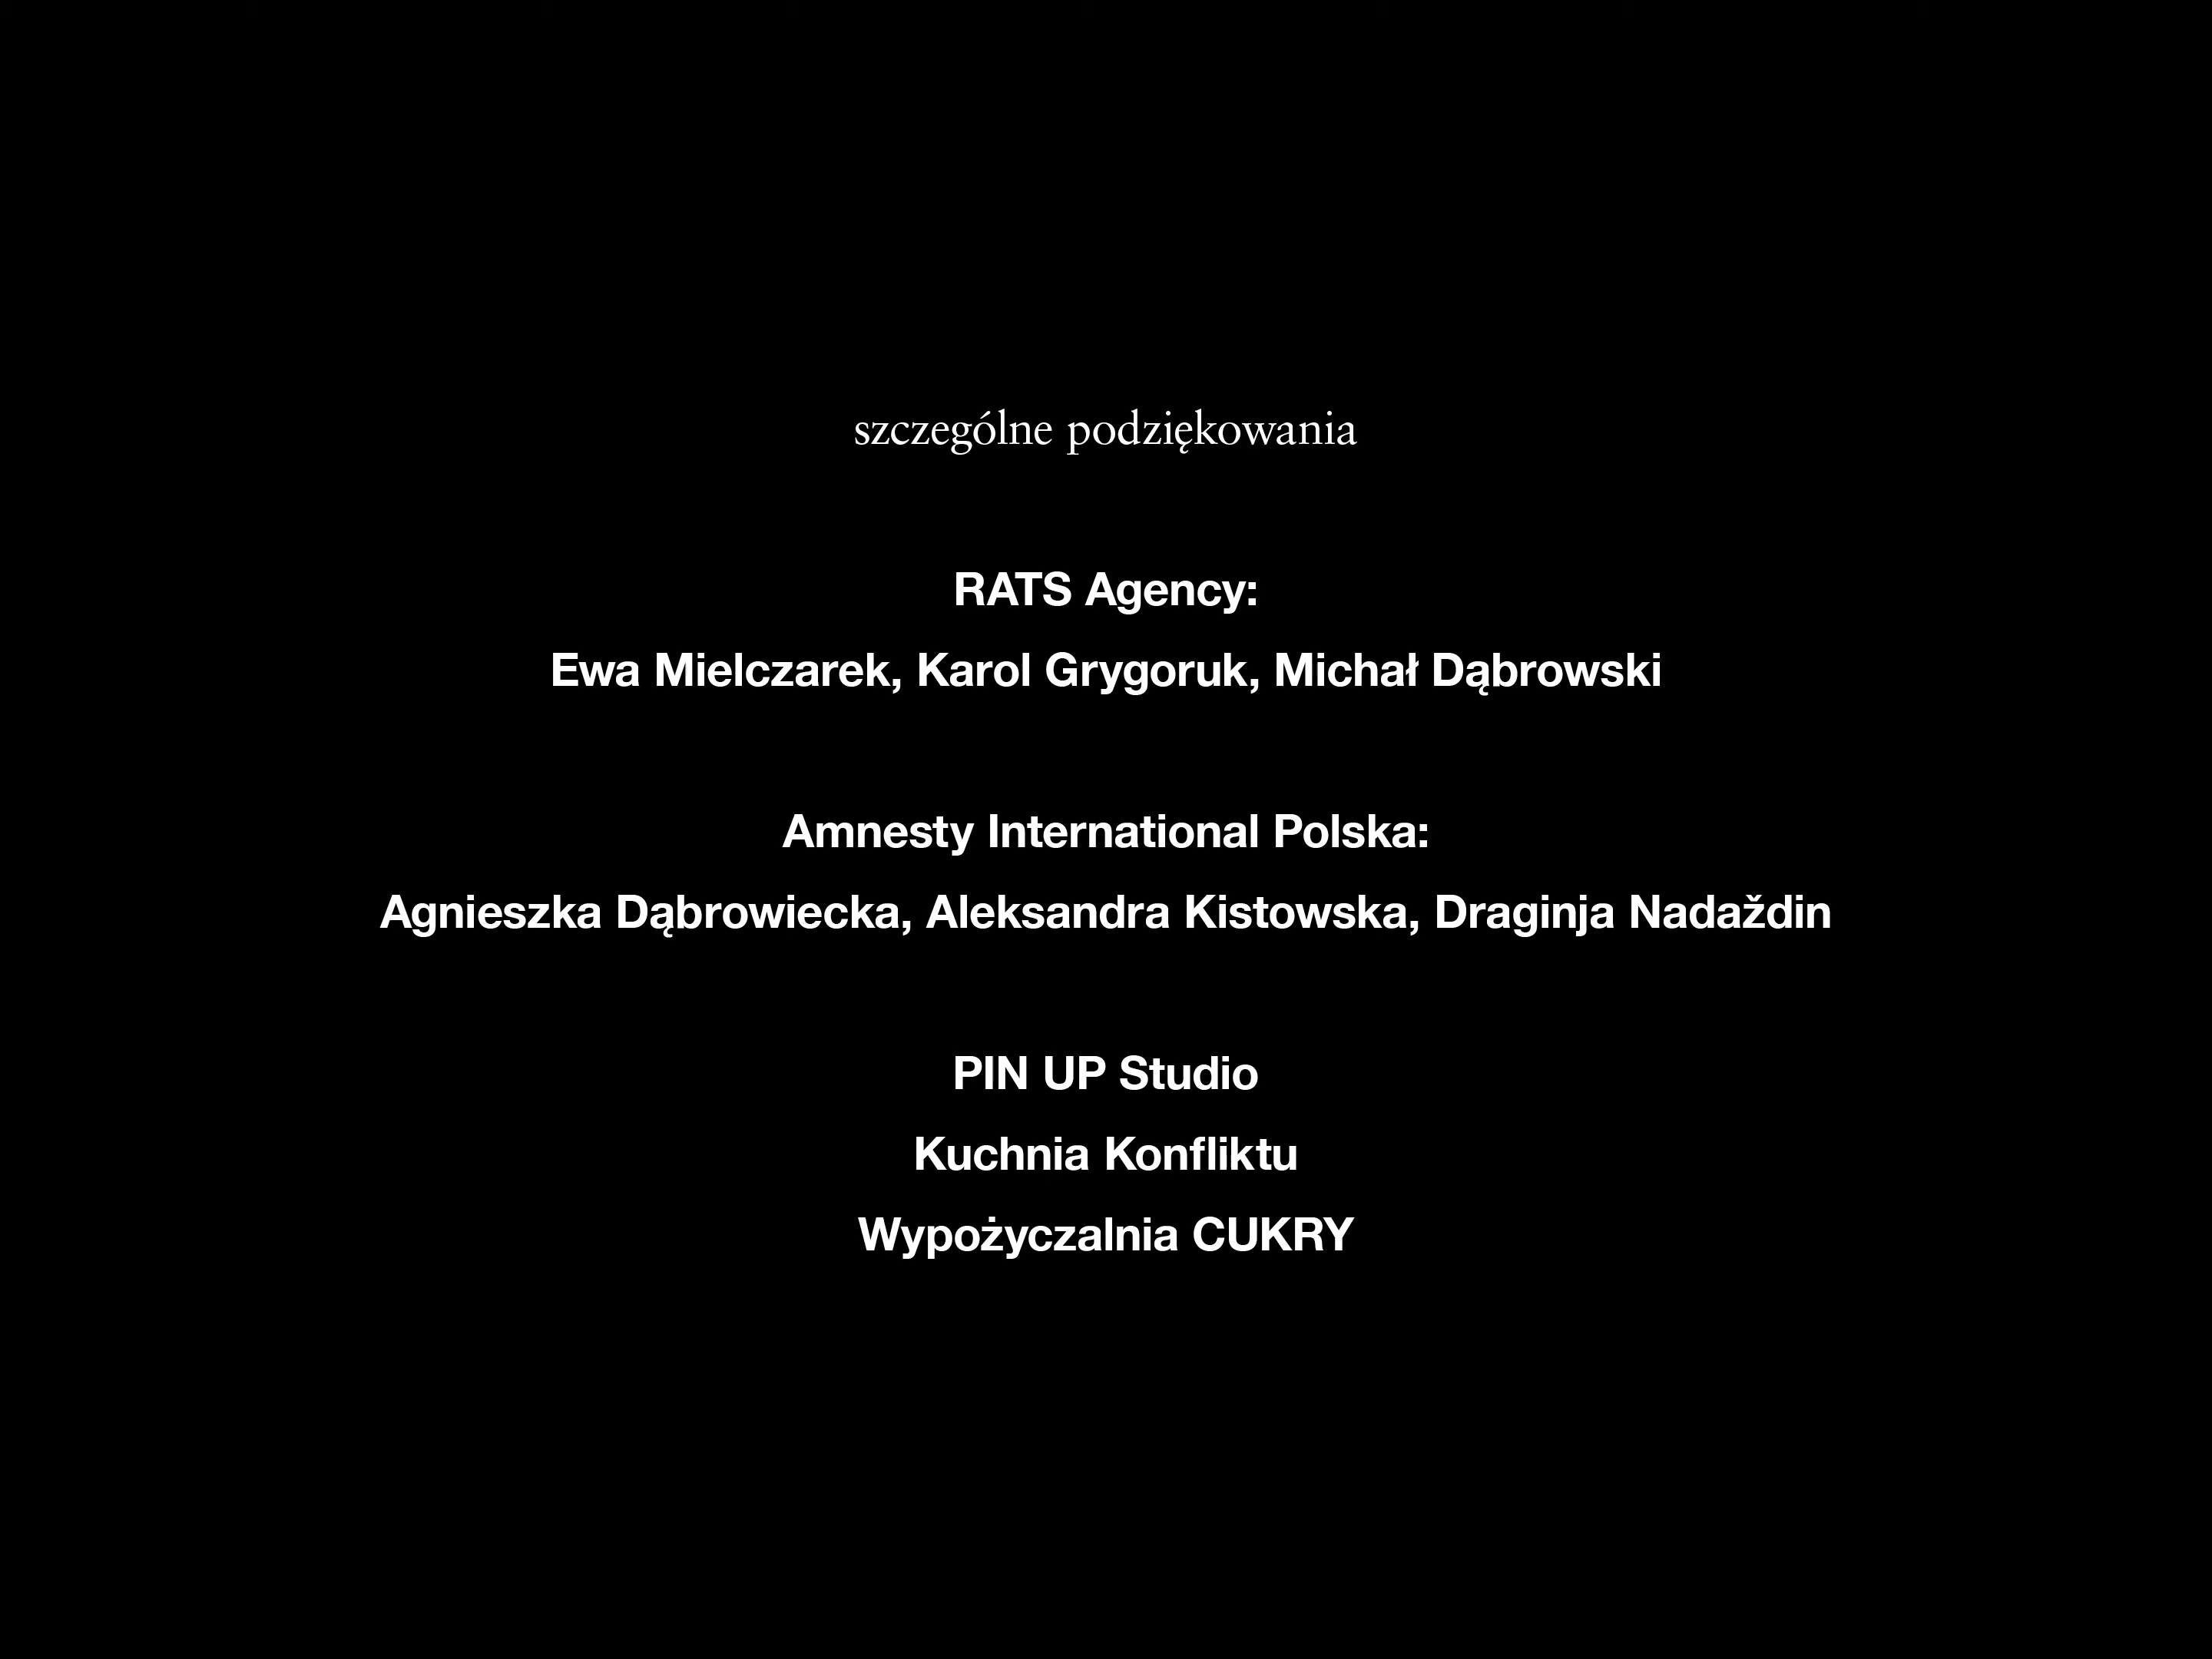 szczególne podziękowania
RATS Agency:
Ewa Mielczarek, Karol Grygoruk, Michał Dąbrowski
Amnesty International Polska:
Agnieszka Dąbrowiecka, Aleksandra Kistowska, Draginja Nadaždin
PIN UP Studio
Kuchnia Konfliktu
Wypożyczalnia CUKRY